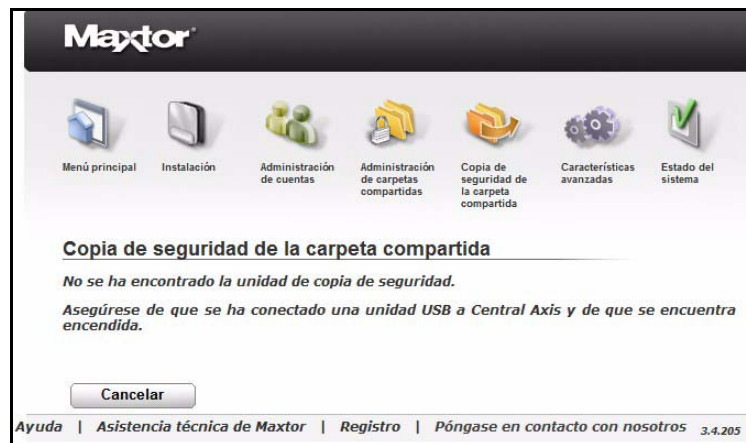 Maxtor
Menú principal
Instalación
Administración
de cuentas
Administración
de carpetas
compartidas
Copia de
seguridad de
la carpeta
compartida
Características
avanzadas
Estado del
sistema
Copia de seguridad de la carpeta compartida
No se ha encontrado la unidad de copia de seguridad.
Asegúrese de que se ha conectado una unidad USB a Central Axis y de que se encuentra
encendida.
Cancelar
Ayuda | Asistencia técnica de Maxtor | Registro | Póngase en contacto con nosotros 3.4.205